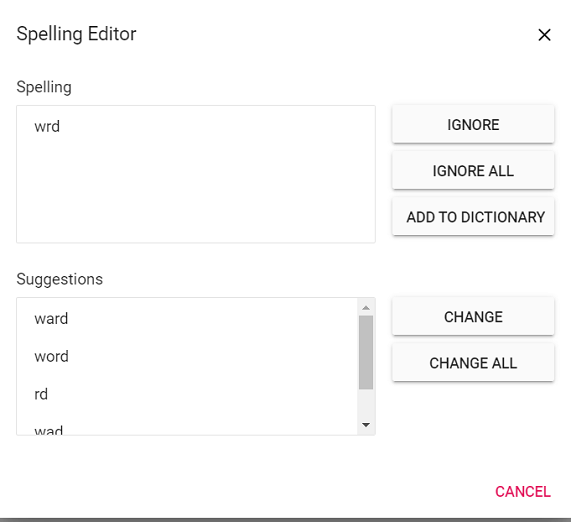 Spelling Editor
Spelling
wrd
IGNORE
IGNORE ALL
ADD TO DICTIONARY
Suggestions
ward
word
rd
wad
CHANGE
CHANGE ALL
CANCEL